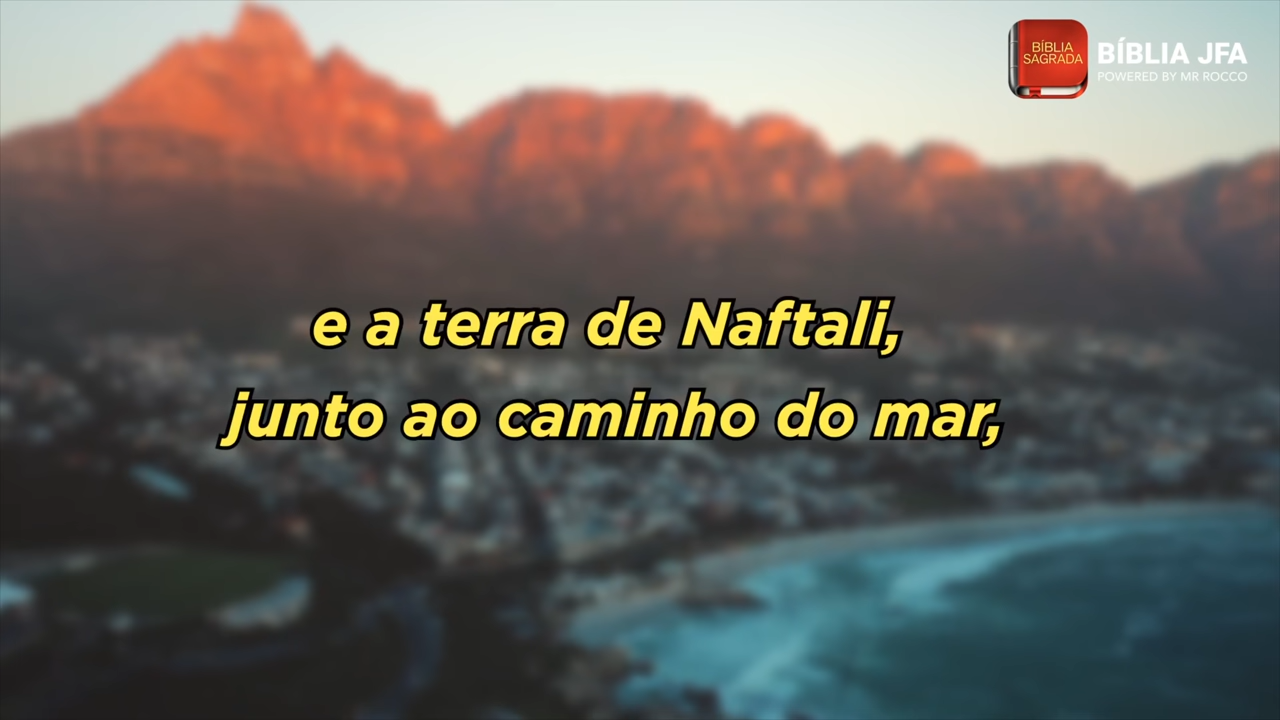 BÍBLIA
SAGRADA
BÍBLIA JFA
POWERED BY MR ROCCO
e a terra de Naftali,
junto ao caminho do mar,